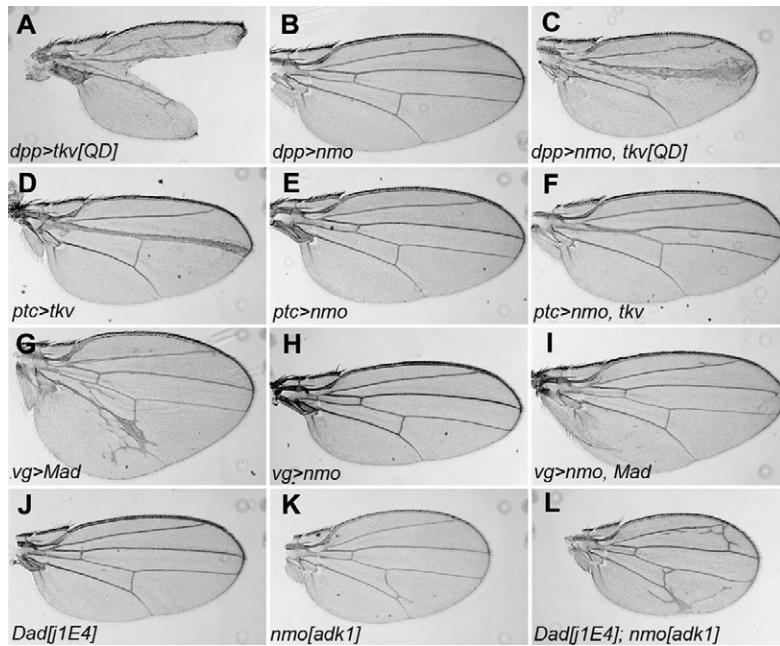 A B C
dpp>tkv[QD] dpp>nmo dpp>nmo, tkv[QD]
D E F
ptc>tkv ptc>nmo ptc>nmo, tkv
G H I
vg>Mad vg>nmo vg>nmo, Mad
J K L
Dad[j1E4] nmo[adk1] Dad[j1E4]; nmo[adk1]